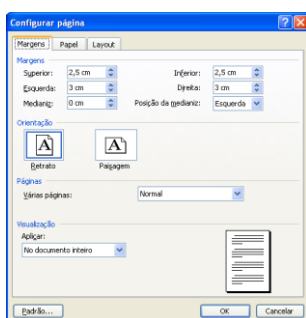 Configurar página
Margens Papel Layout
Margens
Superior: 2,5 cm Inferior: 2,5 cm
Esquerda: 3 cm Direita: 3 cm
Medianiz: 0 cm Posição da medianiz: Esquerda
Orientação
A A
Retrato Paisagem
Páginas
Várias páginas: Normal
Visualização
Aplicar:
No documento inteiro
Padrão... OK Cancelar